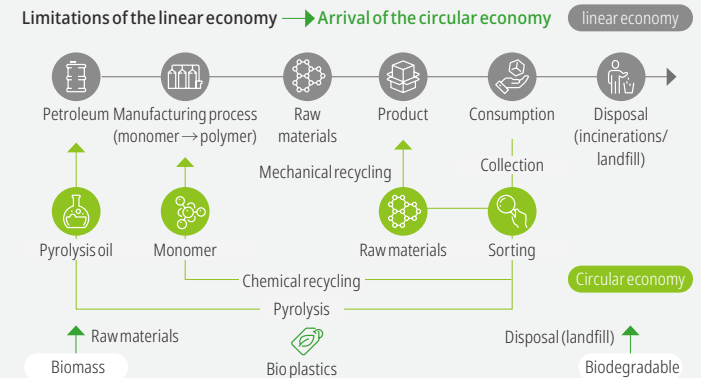 Limitations of the linear economy → Arrival of the circular economy
linear economy
Petroleum
Manufacturing process
(monomer → polymer)
Raw
materials
Product
Consumption
Disposal
(incinerations/
landfill)
Mechanical recycling
Collection
Pyrolysis oil
Monomer
Raw materials
Sorting
Chemical recycling
Circular economy
Pyrolysis
Raw materials
Disposal (landfill)
Biomass
Bio plastics
Biodegradable